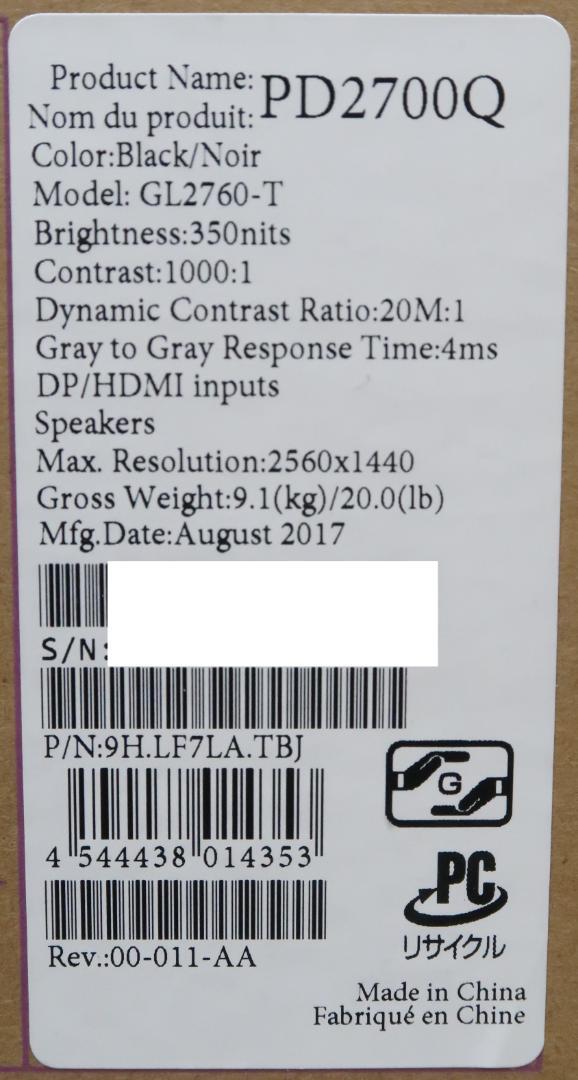 Product Name:
Nom du produit:
PD2700Q
Color:Black/Noir
Model: GL2760-T
Brightness:350nits
Contrast:1000:1
Dynamic Contrast Ratio:20M:1
Gray to Gray Response Time:4ms
DP/HDMI inputs
Speakers
Max. Resolution:2560x1440
Gross Weight:9.1(kg)/20.0(lb)
Mfg.Date:August 2017
S/N:
P/N:9H.LF7LA.TBJ
G
4 544438 014353
PC
リサイクル
Rev.:00-011-AA
Made in China
Fabriqué en Chine